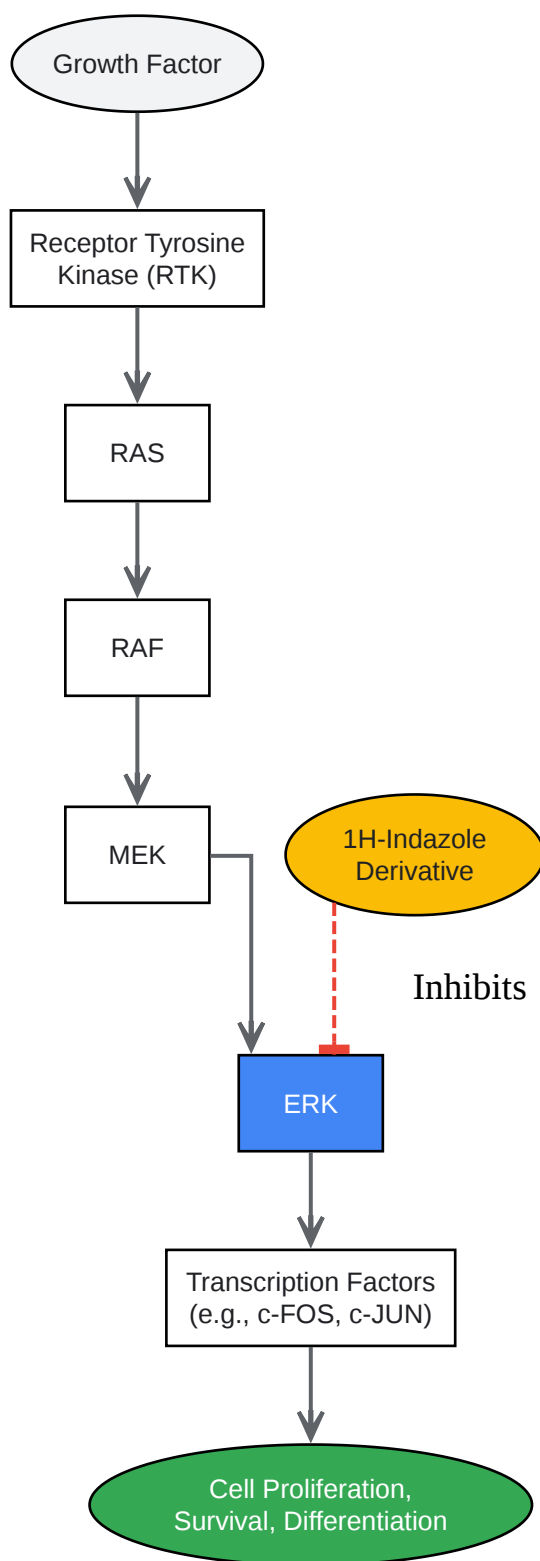 Growth Factor
Receptor Tyrosine
Kinase (RTK)
RAS
RAF
MEK
1H-Indazole
Derivative
Inhibits
ERK
Transcription Factors
(e.g., c-FOS, c-JUN)
Cell Proliferation,
Survival, Differentiation